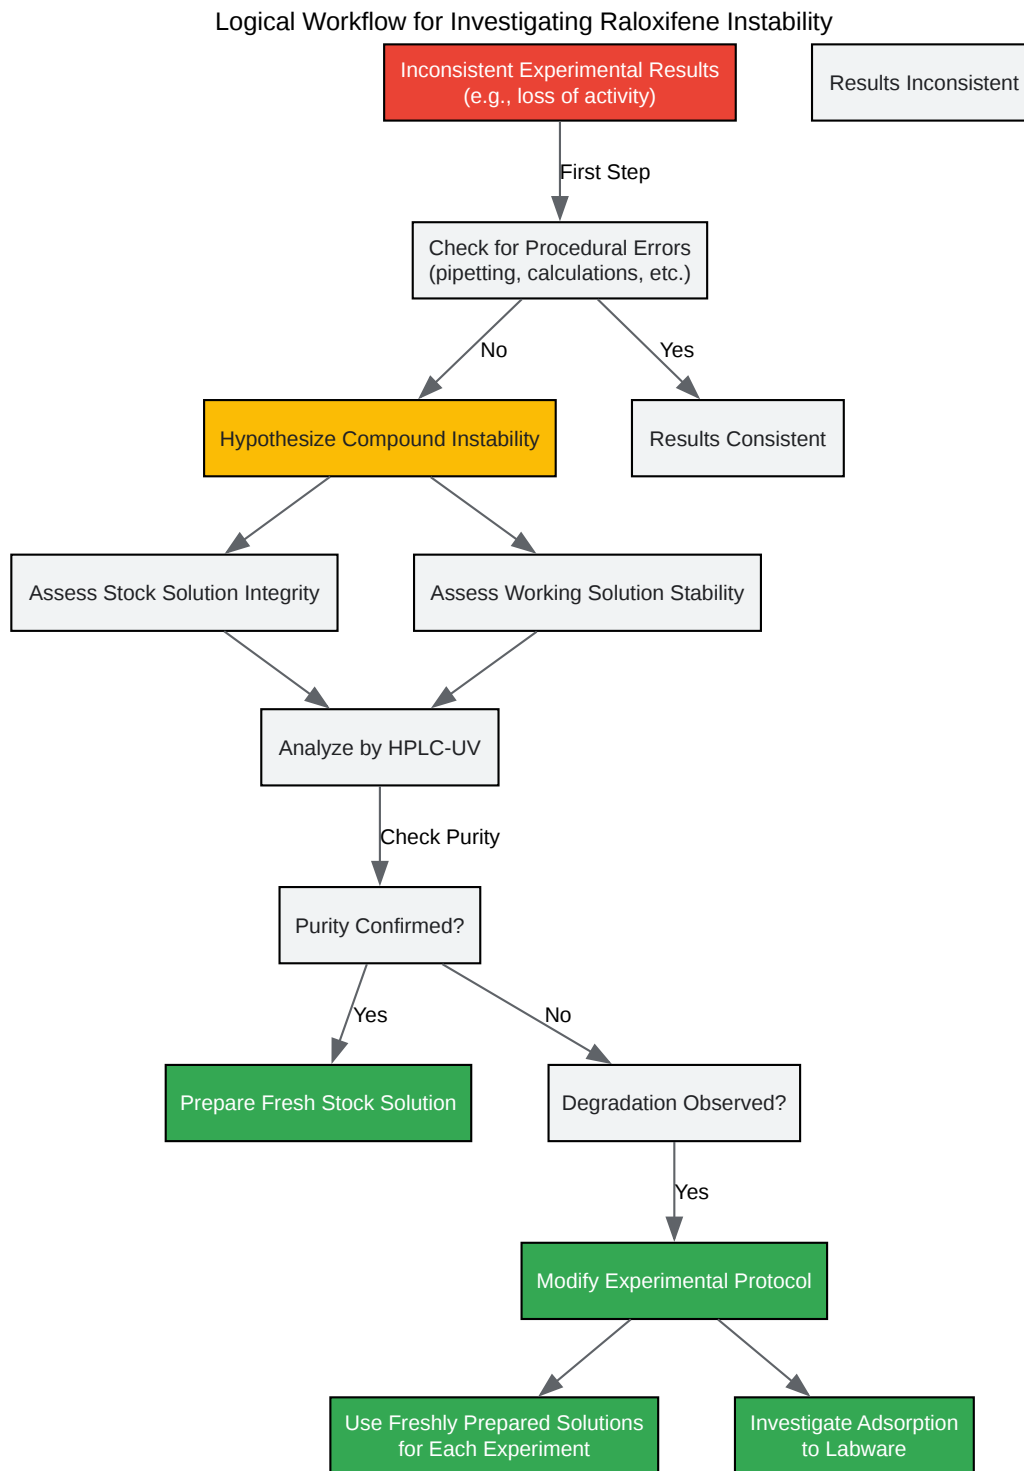 Logical Workflow for Investigating Raloxifene Instability
Inconsistent Experimental Results
(e.g., loss of activity)
Results Inconsistent
First Step
Check for Procedural Errors
(pipetting, calculations, etc.)
No
Yes
Hypothesize Compound Instability
Results Consistent
Assess Stock Solution Integrity
Assess Working Solution Stability
Analyze by HPLC-UV
Check Purity
Purity Confirmed?
Yes
No
Prepare Fresh Stock Solution
Degradation Observed?
Yes
Modify Experimental Protocol
Use Freshly Prepared Solutions
for Each Experiment
Investigate Adsorption
to Labware